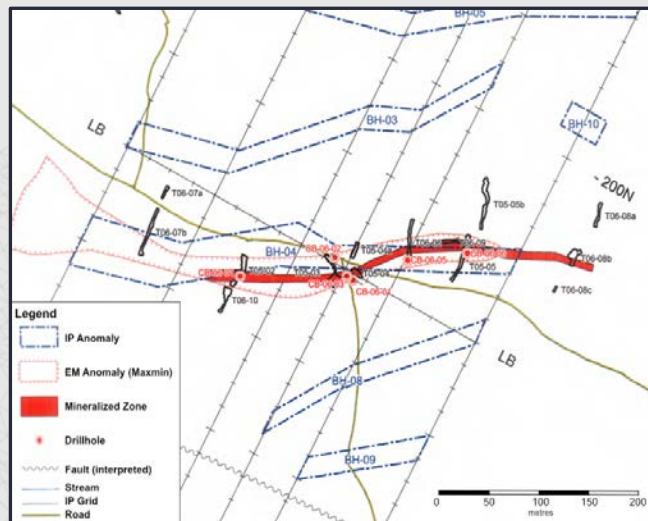 BH-05
BH-03
BH-10
LB
- 200N
T06-07a
T05-05b
T06-08a
T06-07b
BH-04
T05-04a
T05-05
T06-08b
T06-08c
T06-10
LB
BH-08
BH-09
Legend
IP Anomaly
EM Anomaly (Maxmin)
Mineralized Zone
Drillhole
Fault (interpreted)
Stream
IP Grid
Road
0 50 100 150 200
metres